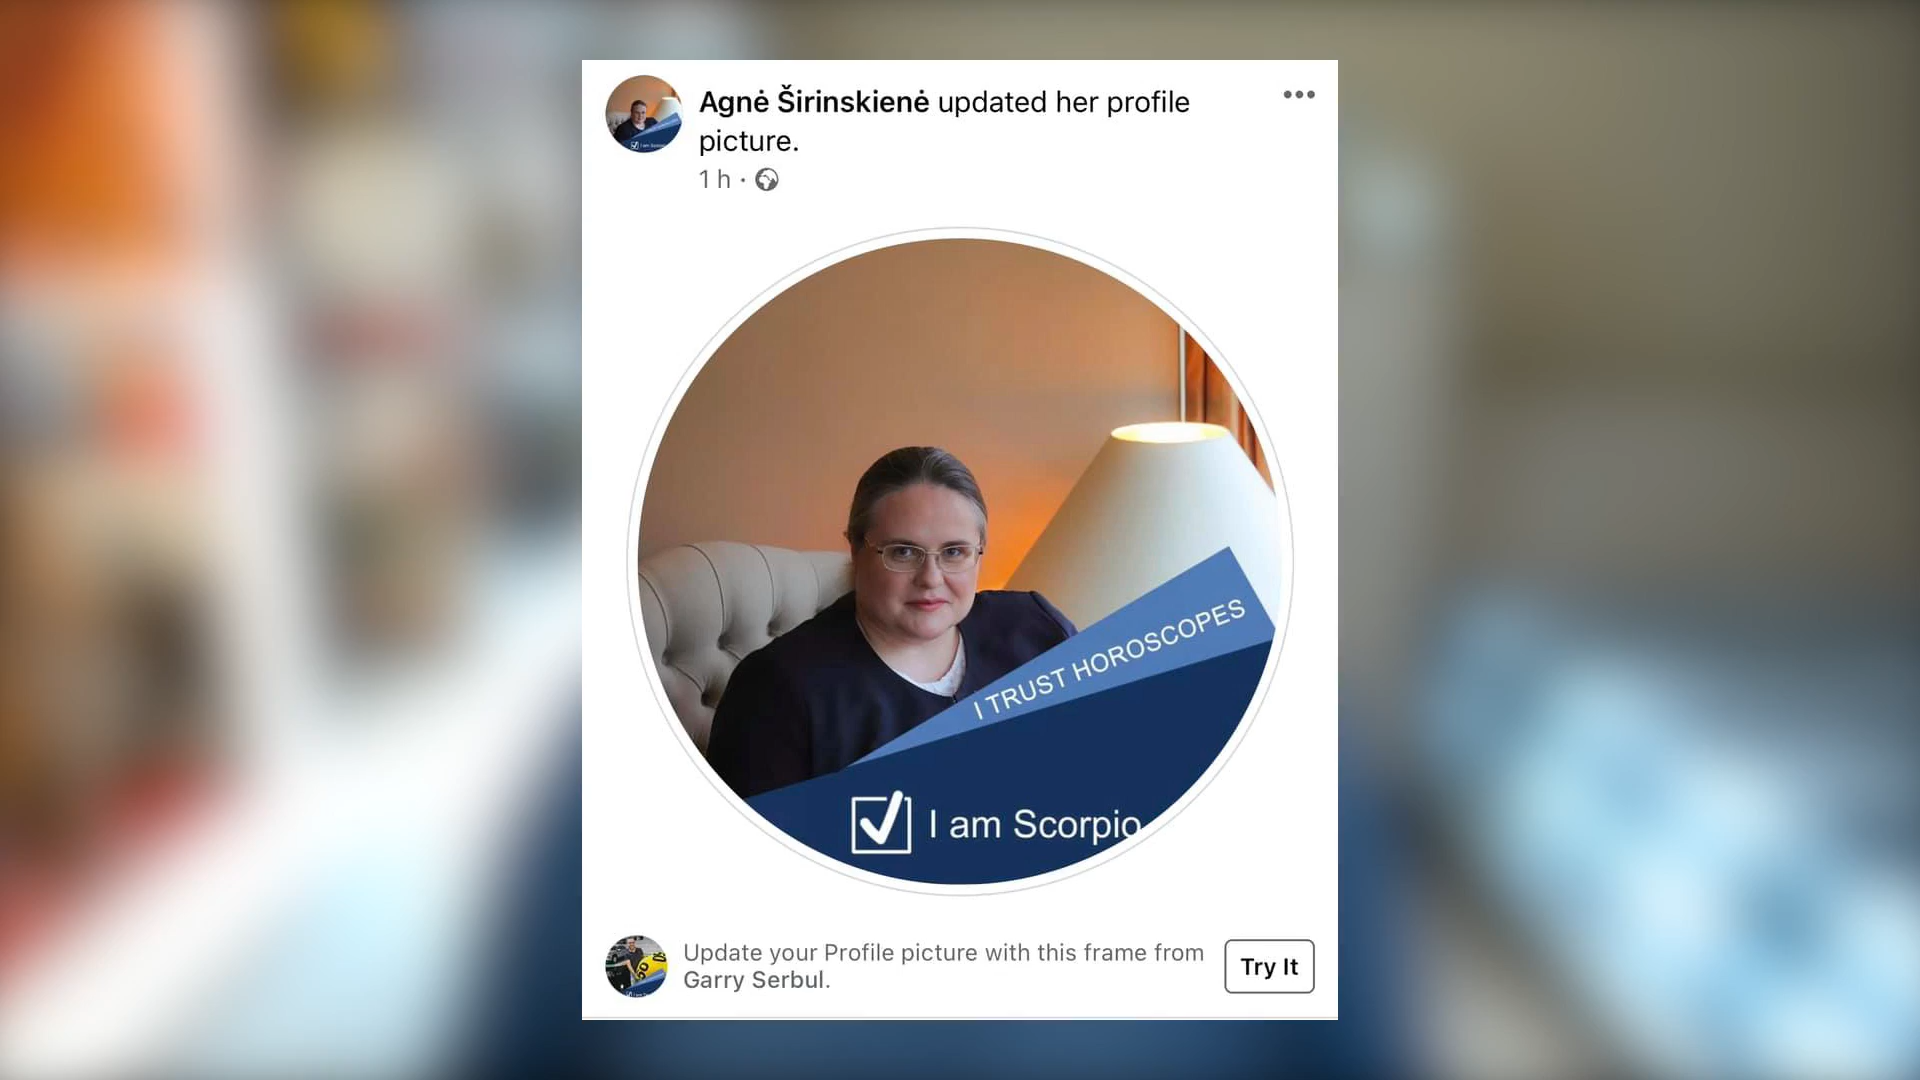 Agnė Širinskienė updated her profile
picture.
1 h ·
I TRUST HOROSCOPES
I am Scorpio
Update your Profile picture with this frame from
Garry Serbul.
Try It